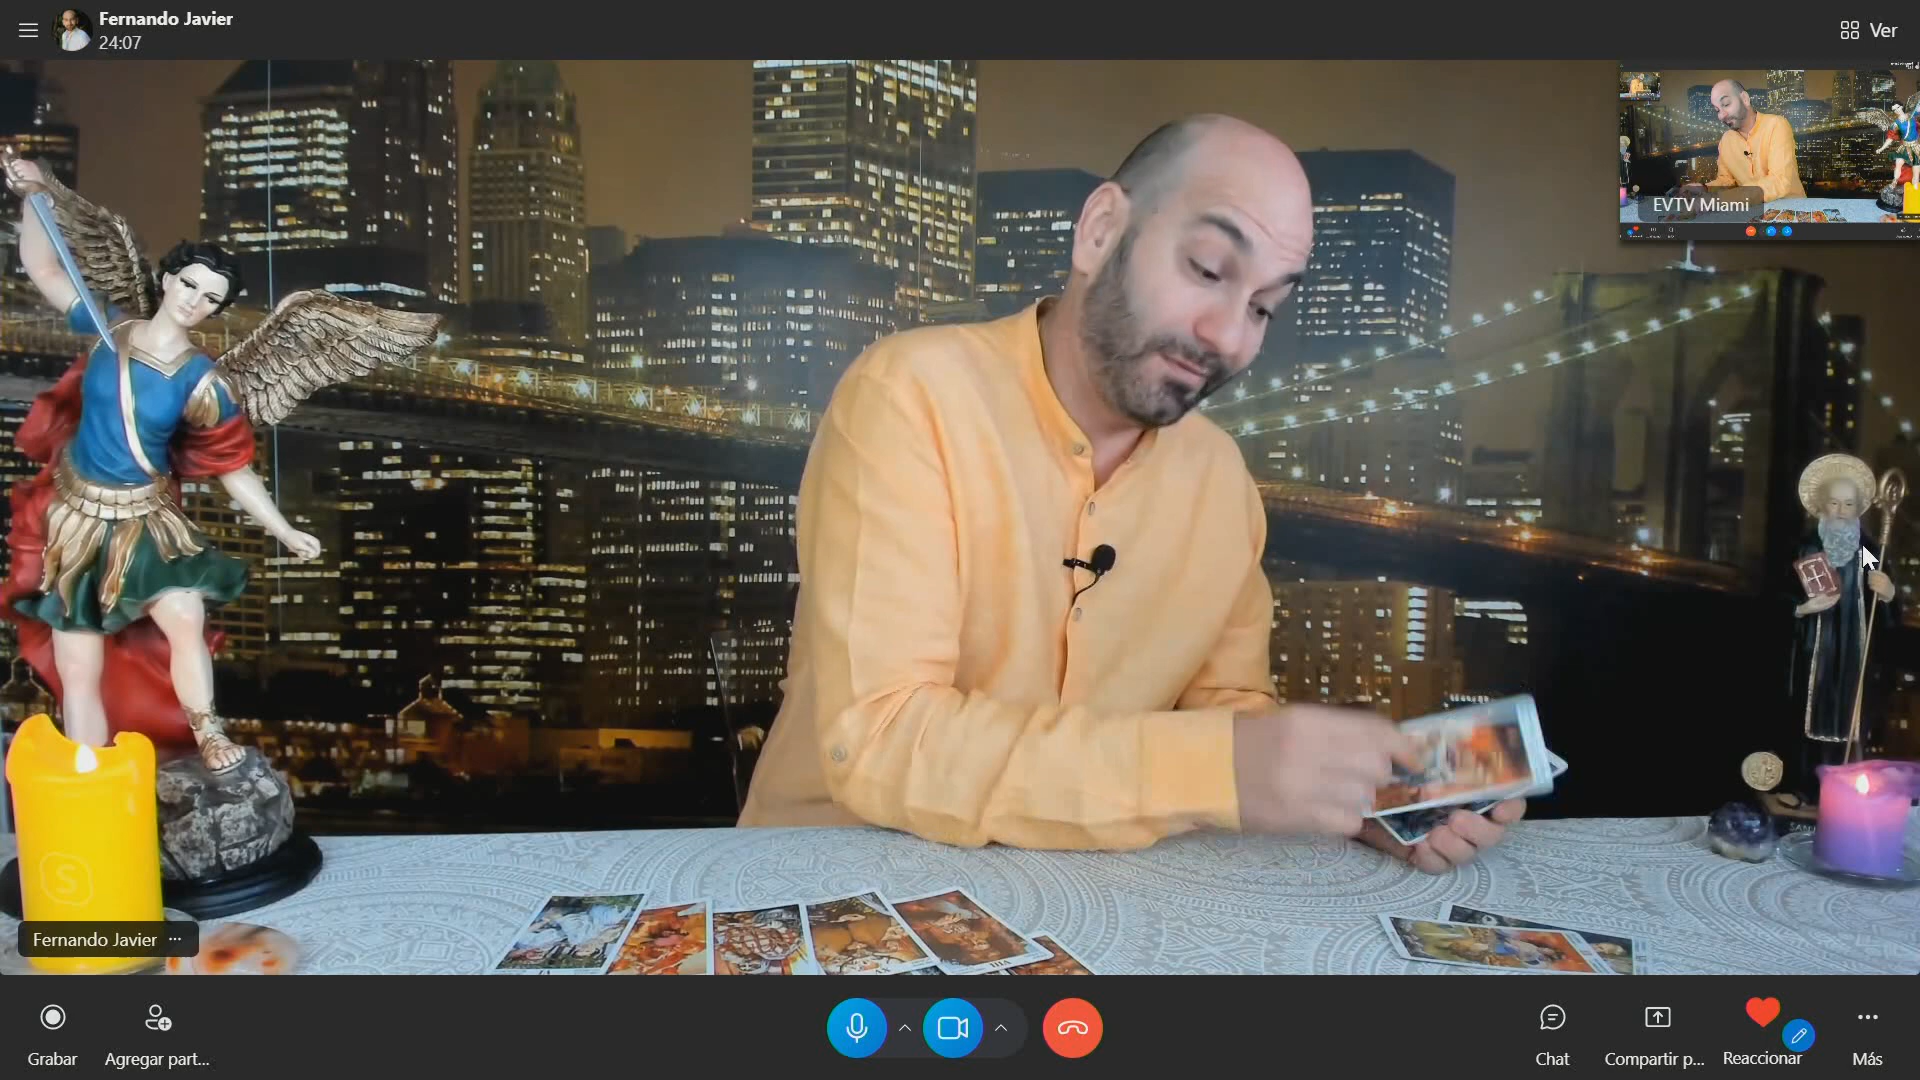 Fernando Javier
24:07
Ver
EVTV Miami
Fernando Javier
Grabar
Agregar part...
Chat
Compartir p...
Reaccionar
Más